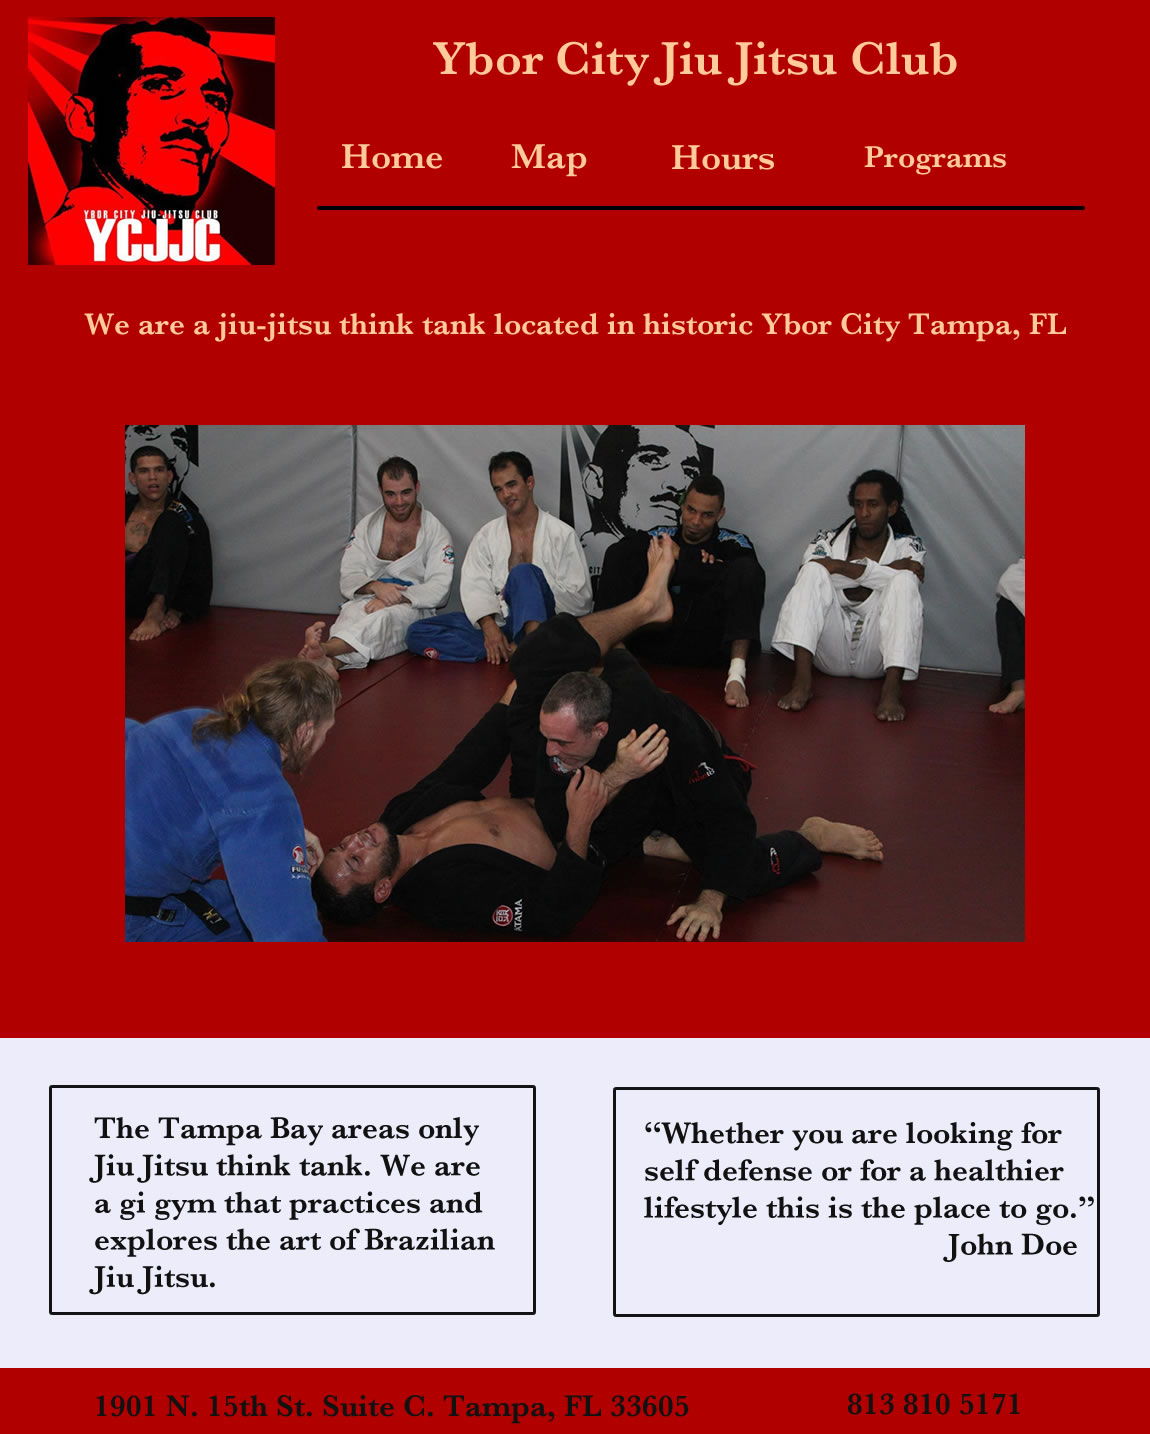 Ybor City Jiu Jitsu Club
Home Map Hours Programs
YBOR CITY JIU-JITSU CLUB
YCJJC
We are a jiu-jitsu think tank located in historic Ybor City Tampa, FL
ATAMA
The Tampa Bay areas only
Jiu Jitsu think tank. We are
a gi gym that practices and
explores the art of Brazilian
Jiu Jitsu.
“Whether you are looking for
self defense or for a healthier
lifestyle this is the place to go.”
John Doe
1901 N. 15th St. Suite C. Tampa, FL 33605
813 810 5171